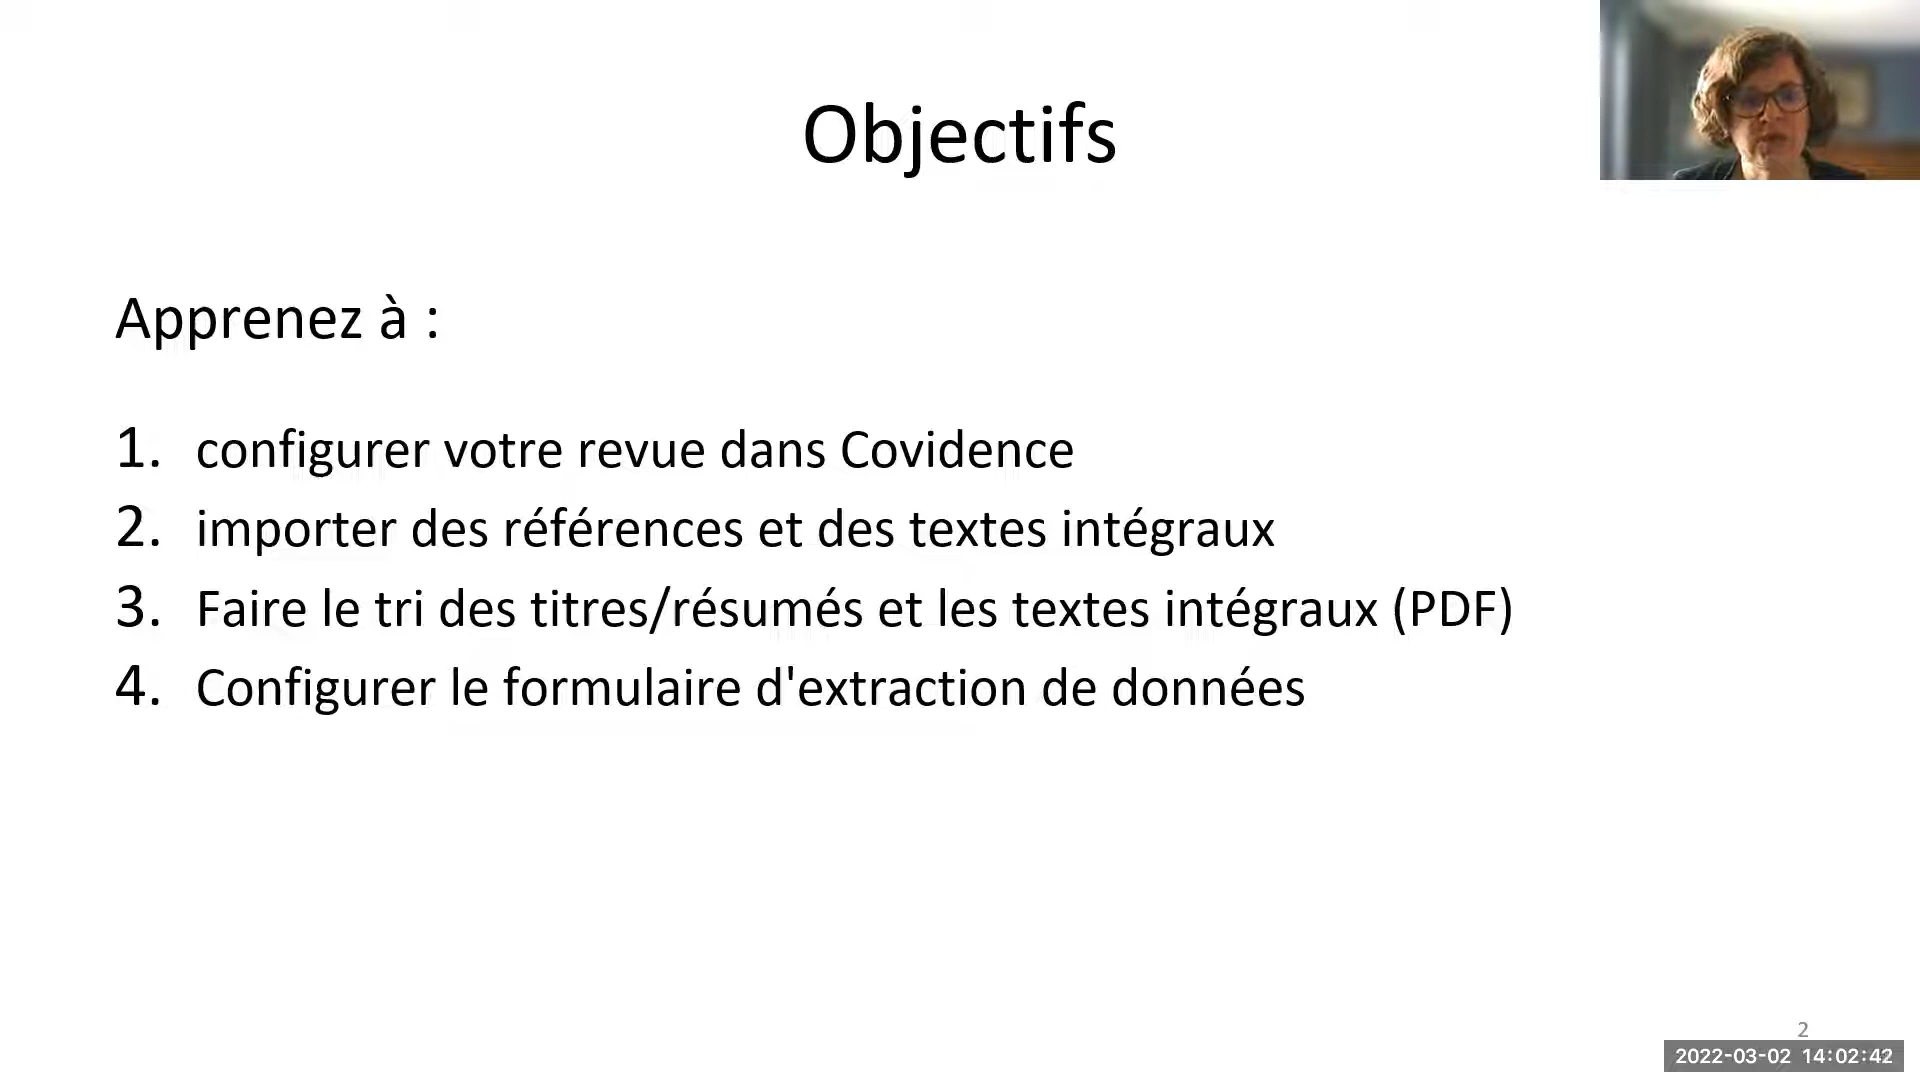 Objectifs
Apprenez à :
1. configurer votre revue dans Covidence
2. importer des références et des textes intégraux
3. Faire le tri des titres/résumés et les textes intégraux (PDF)
4. Configurer le formulaire d'extraction de données
2
2022-03-02 14:02:42